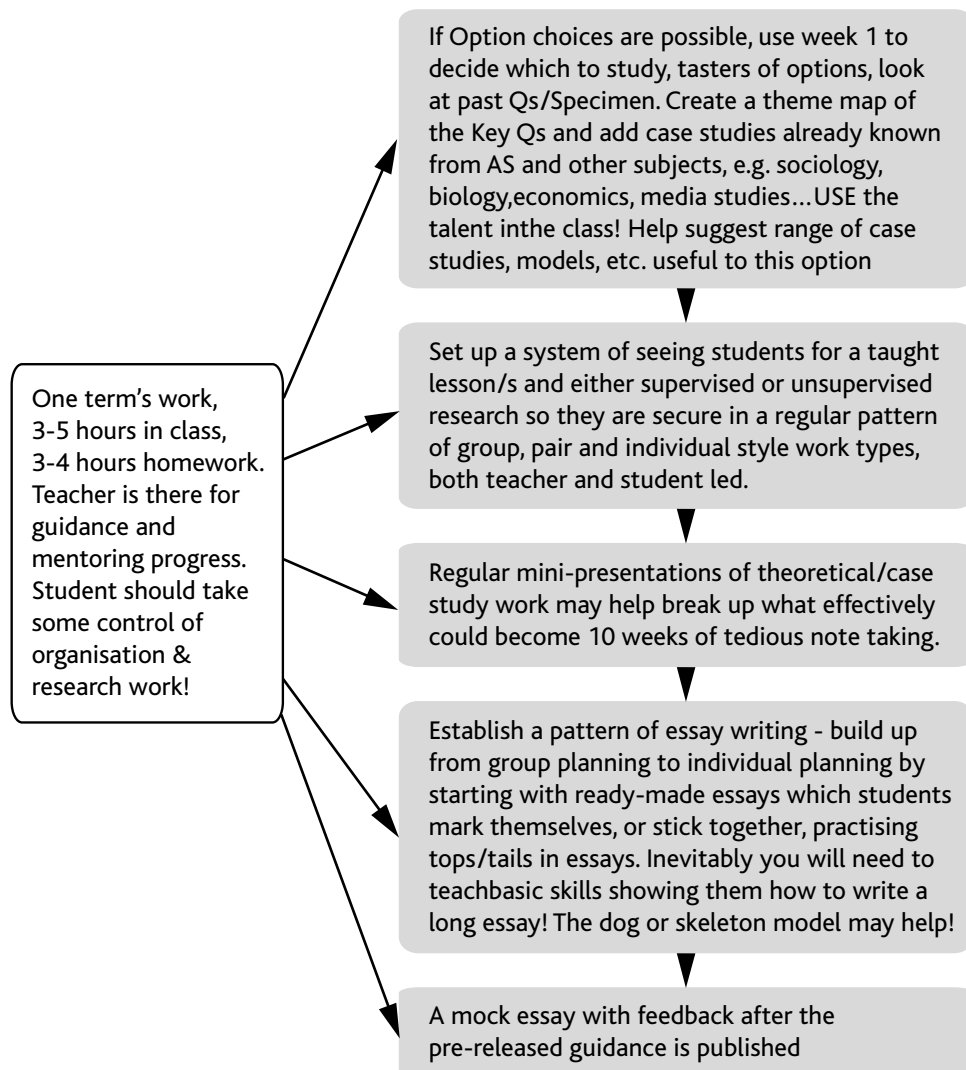 If Option choices are possible, use week 1 to
decide which to study, tasters of options, look
at past Qs/Specimen. Create a theme map of
the Key Qs and add case studies already known
from AS and other subjects, e.g. sociology,
biology,economics, media studies...USE the
talent inthe class! Help suggest range of case
studies, models, etc. useful to this option
One term's work,
3-5 hours in class,
3-4 hours homework.
Teacher is there for
guidance and
mentoring progress.
Student should take
some control of
organisation &
research work!
Set up a system of seeing students for a taught
lesson/s and either supervised or unsupervised
research so they are secure in a regular pattern
of group, pair and individual style work types,
both teacher and student led.
Regular mini-presentations of theoretical/case
study work may help break up what effectively
could become 10 weeks of tedious note taking.
Establish a pattern of essay writing - build up
from group planning to individual planning by
starting with ready-made essays which students
mark themselves, or stick together, practising
tops/tails in essays. Inevitably you will need to
teachbasic skills showing them how to write a
long essay! The dog or skeleton model may help!
A mock essay with feedback after the
pre-released guidance is published